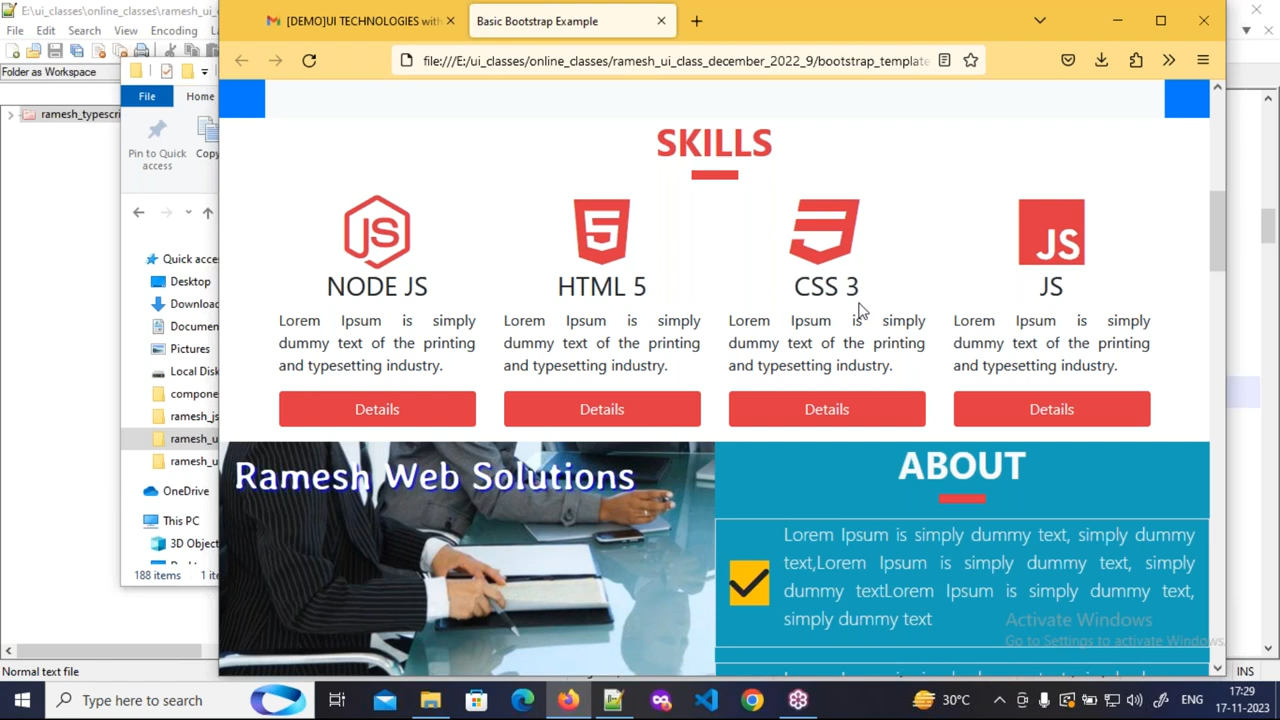 E:\ui_classes\online_classes\ramesh_u
File Edit Search View Encoding
Folder as Workspace
ramesh_typescri
File Home
Pin to Quick access
Copy
Quick acce
Desktop
Download
Documen
Pictures
Local Disk
compone
ramesh_js
ramesh_u
ramesh_u
OneDrive
This PC
3D Object
188 items 1 ite
Normal text file
[DEMO]UI TECHNOLOGIES with
Basic Bootstrap Example
file:///E:/ui_classes/online_classes/ramesh_ui_class_december_2022_9/bootstrap_template
SKILLS
NODE JS
Lorem Ipsum is simply
dummy text of the printing
and typesetting industry.
Details
HTML 5
Lorem Ipsum is simply
dummy text of the printing
and typesetting industry.
Details
CSS 3
Lorem Ipsum is simply
dummy text of the printing
and typesetting industry.
Details
JS
JS
Lorem Ipsum is simply
dummy text of the printing
and typesetting industry.
Details
Ramesh Web Solutions
ABOUT
Lorem Ipsum is simply dummy text, simply dummy
text,Lorem Ipsum is simply dummy text, simply
dummy textLorem Ipsum is simply dummy text,
simply dummy text
Activate Windows
Go to Settings to activate Windows.
INS
Type here to search
30°C
ENG
17:29
17-11-2023